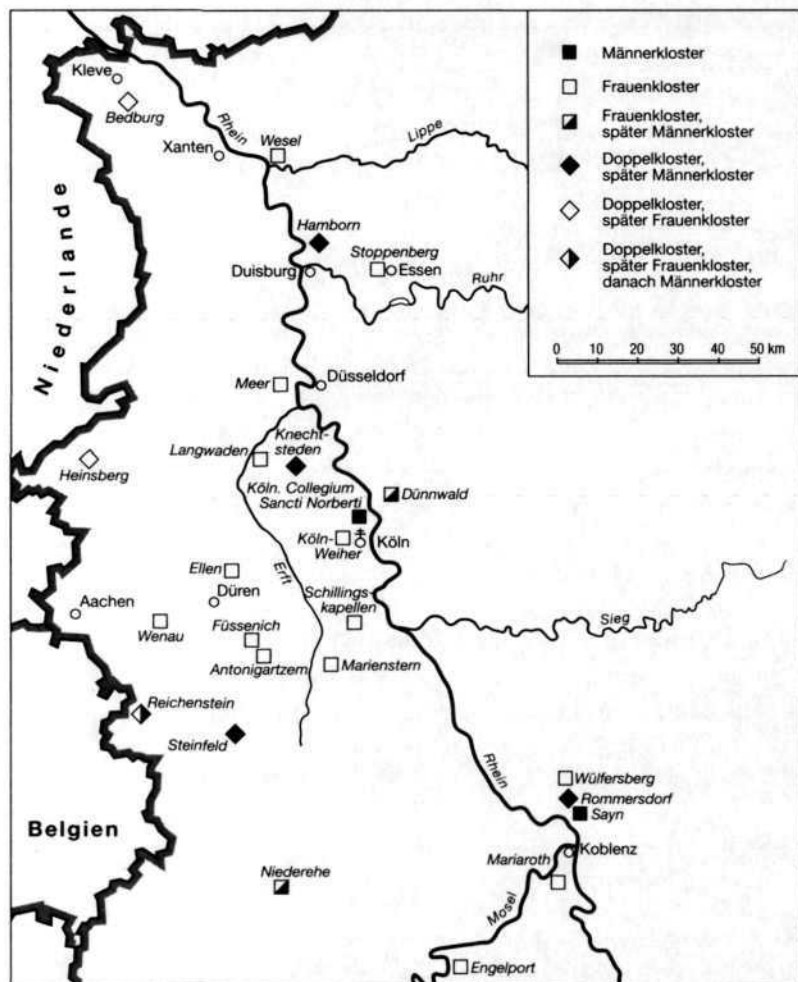 Kleve
Bedburg
Rhein
Xanten
Wesel
Lippe
Hamborn
Duisburg
Stoppenberg
Essen
Ruhr
Niederlande
Meer
Düsseldorf
Knecht-
steden
Langwaden
Heinsberg
Köln. Collegium
Sancti Norberti
Dünnwald
Köln-
Weiher
Köln
Ellen
Erft
Düren
Aachen
Schillings-
kapellen
Sieg
Wenau
Füssenich
Antonigartzem
Marienstern
Reichenstein
Steinfeld
Rhein
Wülfersberg
Rommersdorf
Sayn
Belgien
Koblenz
Mariaroth
Niederehe
Mosel
Engelport
Männerkloster
Frauenkloster
Frauenkloster,
später Männerkloster
Doppelkloster,
später Männerkloster
Doppelkloster,
später Frauenkloster
Doppelkloster,
später Frauenkloster,
danach Männerkloster
0 10 20 30 40 50 km